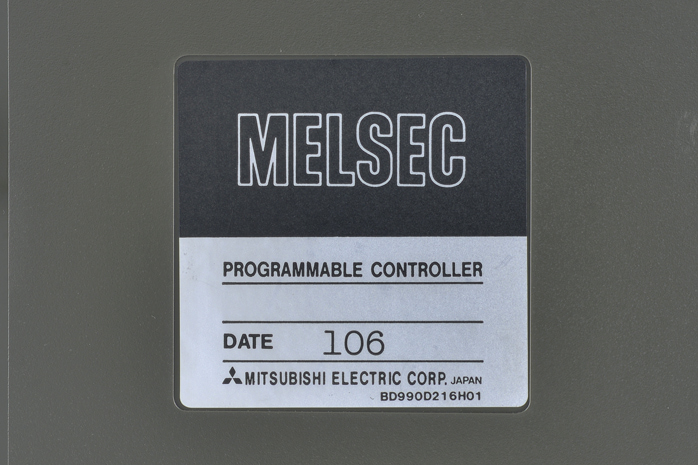 MELSEC
PROGRAMMABLE CONTROLLER
DATE 106
MITSUBISHI ELECTRIC CORP. JAPAN
BD990D216H01